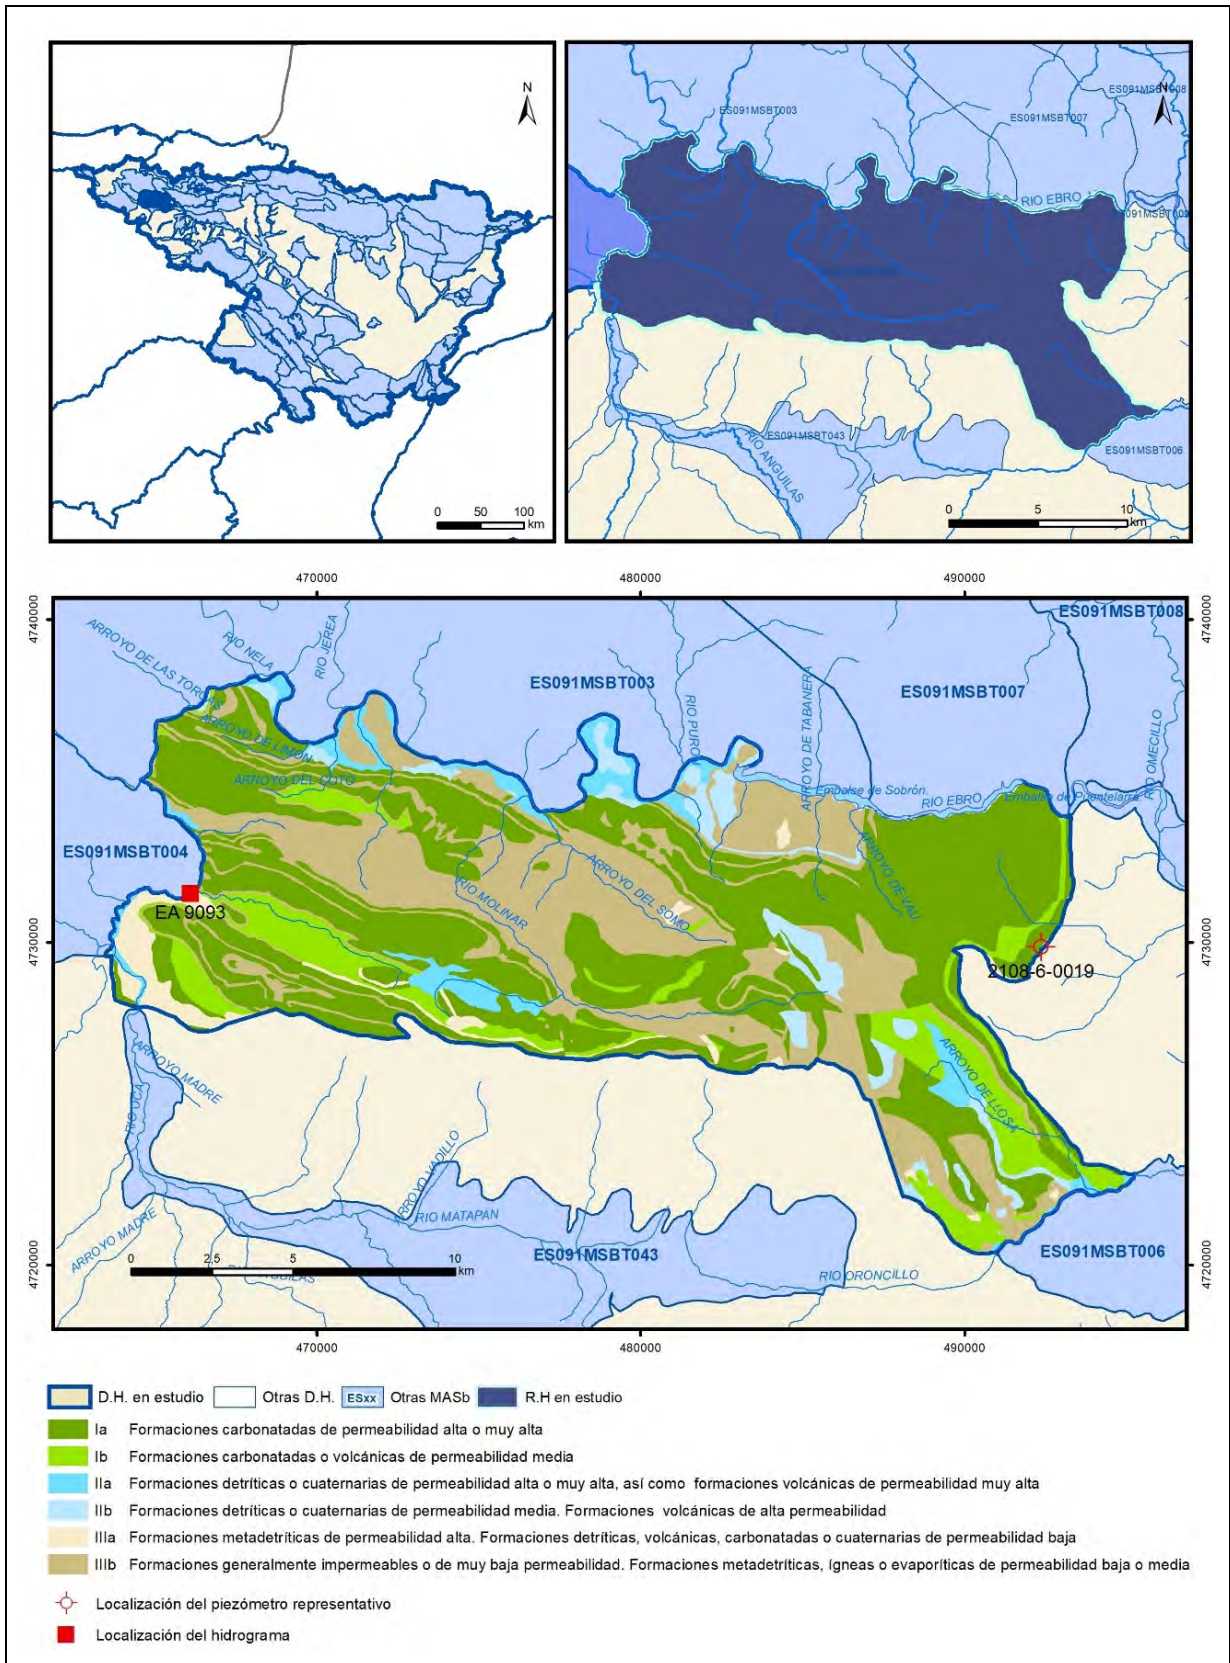 N
0 50 100
km
N
ES091MSBT008
ES091MSBT003
ES091MSBT007
RIO EBRO
RIO ANGUILAS
ES091MSBT043
ES091MSBT006
0 5 10
km
470000 480000 490000
4740000
4740000
ES091MSBT008
ARROYO DE LAS TORCAS
RIO NELA
RIO JEREA
ES091MSBT003
ES091MSBT007
RIO PURON
ARROYO DE TABANERA
RIO OMECILLO
ARROYO DE LIMON
ARROYO DEL COTO
Embalse de Sobrón.
RIO EBRO
Embalse de Puentelarra.
ES091MSBT004
ARROYO DE VAU
RIO MOLINAR
ARROYO DEL SOMO
EA 9093
4730000
4730000
2108-6-0019
ARROYO DE LLOSA
ARROYO MADRE
RIO OCA
ARROYO VADILLO
RIO MATAPAN
ARROYO MADRE
ES091MSBT043
ES091MSBT006
RIO ORONCILLO
4720000
4720000
0 2,5 5 10
km
470000 480000 490000
D.H. en estudio Otras D.H. ESxx Otras MASb R.H en estudio
Ia Formaciones carbonatadas de permeabilidad alta o muy alta
Ib Formaciones carbonatadas o volcánicas de permeabilidad media
IIa Formaciones detríticas o cuaternarias de permeabilidad alta o muy alta, así como formaciones volcánicas de permeabilidad muy alta
IIb Formaciones detríticas o cuaternarias de permeabilidad media. Formaciones volcánicas de alta permeabilidad
IIIa Formaciones metadetríticas de permeabilidad alta. Formaciones detríticas, volcánicas, carbonatadas o cuaternarias de permeabilidad baja
IIIb Formaciones generalmente impermeables o de muy baja permeabilidad. Formaciones metadetríticas, ígneas o evaporíticas de permeabilidad baja o media
Localización del piezómetro representativo
Localización del hidrograma